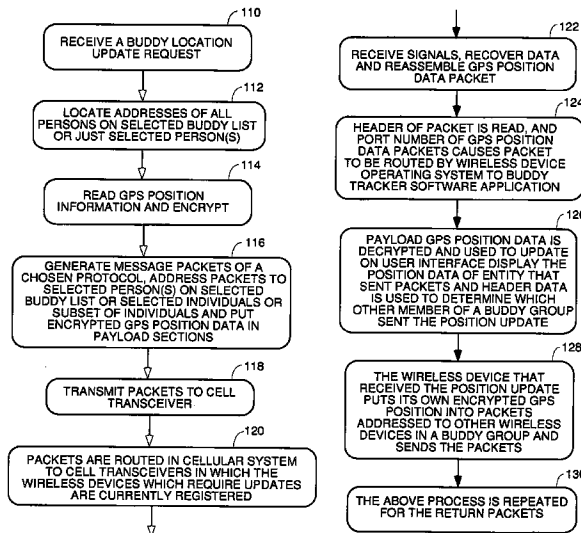 110
RECEIVE A BUDDY LOCATION
UPDATE REQUEST
112
LOCATE ADDRESSES OF ALL
PERSONS ON SELECTED BUDDY LIST
OR JUST SELECTED PERSON(S)
114
READ GPS POSITION
INFORMATION AND ENCRYPT
116
GENERATE MESSAGE PACKETS OF A
CHOSEN PROTOCOL, ADDRESS PACKETS TO
SELECTED PERSON(S) ON SELECTED
BUDDY LIST OR SELECTED INDIVIDUALS OR
SUBSET OF INDIVIDUALS AND PUT
ENCRYPTED GPS POSITION DATA IN
PAYLOAD SECTIONS
118
TRANSMIT PACKETS TO CELL
TRANSCEIVER
120
PACKETS ARE ROUTED IN CELLULAR SYSTEM
TO CELL TRANSCEIVERS IN WHICH THE
WIRELESS DEVICES WHICH REQUIRE UPDATES
ARE CURRENTLY REGISTERED
122
RECEIVE SIGNALS, RECOVER DATA
AND REASSEMBLE GPS POSITION
DATA PACKET
124
HEADER OF PACKET IS READ, AND
PORT NUMBER OF GPS POSITION
DATA PACKETS CAUSES PACKET
TO BE ROUTED BY WIRELESS DEVICE
OPERATING SYSTEM TO BUDDY
TRACKER SOFTWARE APPLICATION
126
PAYLOAD GPS POSITION DATA IS
DECRYPTED AND USED TO UPDATE
ON USER INTERFACE DISPLAY THE
POSITION DATA OF ENTITY THAT
SENT PACKETS AND HEADER DATA
IS USED TO DETERMINE WHICH
OTHER MEMBER OF A BUDDY GROUP
SENT THE POSITION UPDATE
128
THE WIRELESS DEVICE THAT
RECEIVED THE POSITION UPDATE
PUTS ITS OWN ENCRYPTED GPS
POSITION INTO PACKETS
ADDRESSED TO OTHER WIRELESS
DEVICES IN A BUDDY GROUP AND
SENDS THE PACKETS
130
THE ABOVE PROCESS IS REPEATED
FOR THE RETURN PACKETS